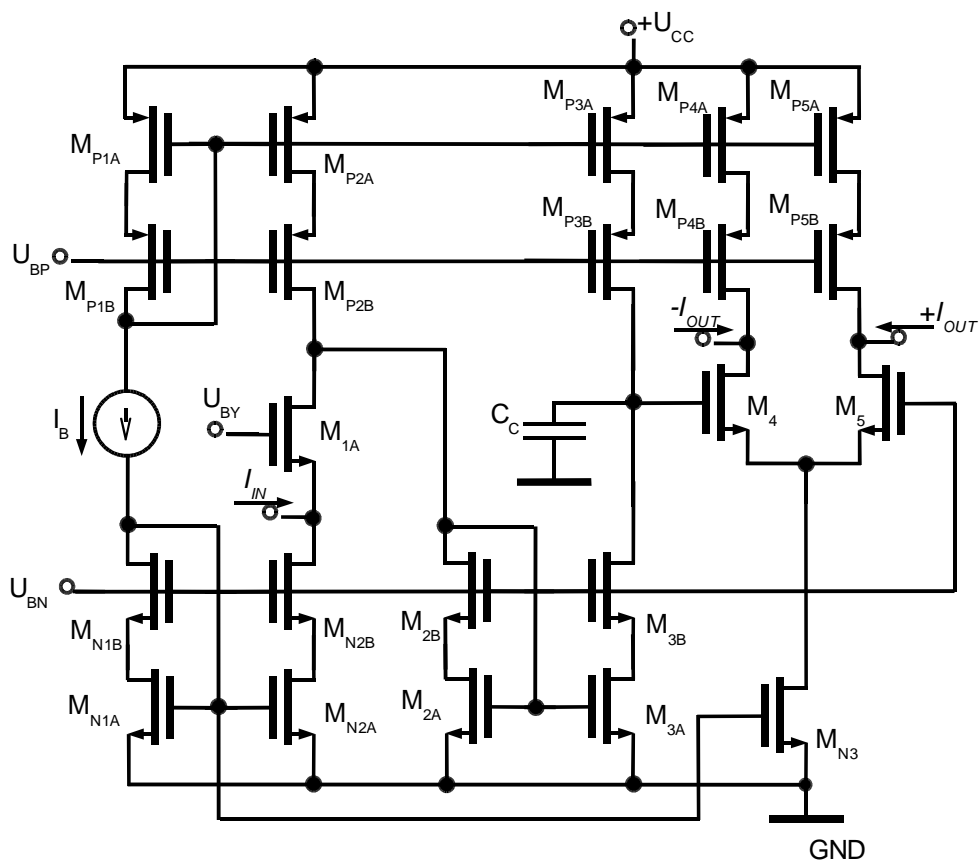 +U_CC
M_P1A
M_P2A
M_P3A
M_P4A
M_P5A
U_BP
M_P1B
M_P2B
M_P3B
M_P4B
M_P5B
-I_OUT
+I_OUT
I_B
U_BY
M_1A
C_C
M_4
M_5
I_IN
U_BN
M_N1B
M_N2B
M_2B
M_3B
M_N1A
M_N2A
M_2A
M_3A
M_N3
GND